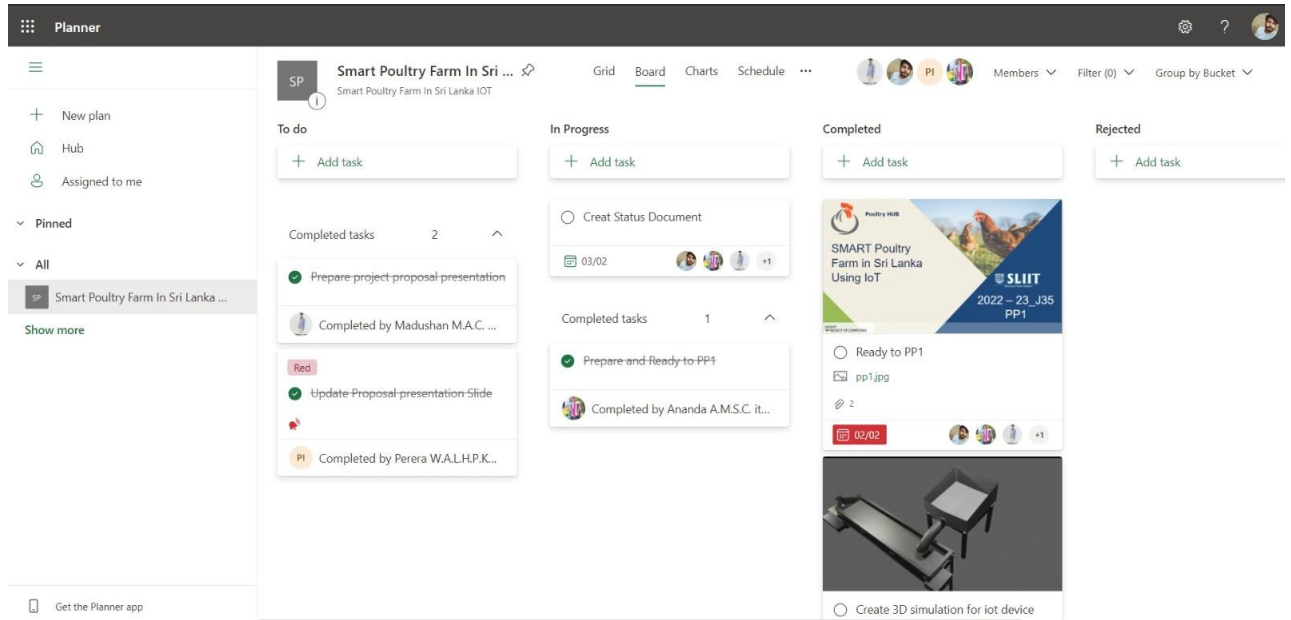 Planner
?
SP
Smart Poultry Farm In Sri ...
Smart Poultry Farm In Sri Lanka IOT
Grid
Board
Charts
Schedule
...
PI
Members
Filter (0)
Group by Bucket
New plan
Hub
Assigned to me
Pinned
All
SP
Smart Poultry Farm In Sri Lanka ...
Show more
Get the Planner app
To do
+ Add task
Completed tasks 2
Prepare project proposal presentation
Completed by Madushan M.A.C. ...
Red
Update Proposal presentation Slide
PI
Completed by Perera W.A.L.H.P.K...
In Progress
+ Add task
Creat Status Document
03/02
+1
Completed tasks 1
Prepare and Ready to PP1
Completed by Ananda A.M.S.C. it...
Completed
+ Add task
Poultry HUB
SMART Poultry
Farm in Sri Lanka
Using IoT
SLIIT
2022 – 23_J35
PP1
Ready to PP1
pp1.jpg
2
02/02
+1
Create 3D simulation for iot device
Rejected
+ Add task